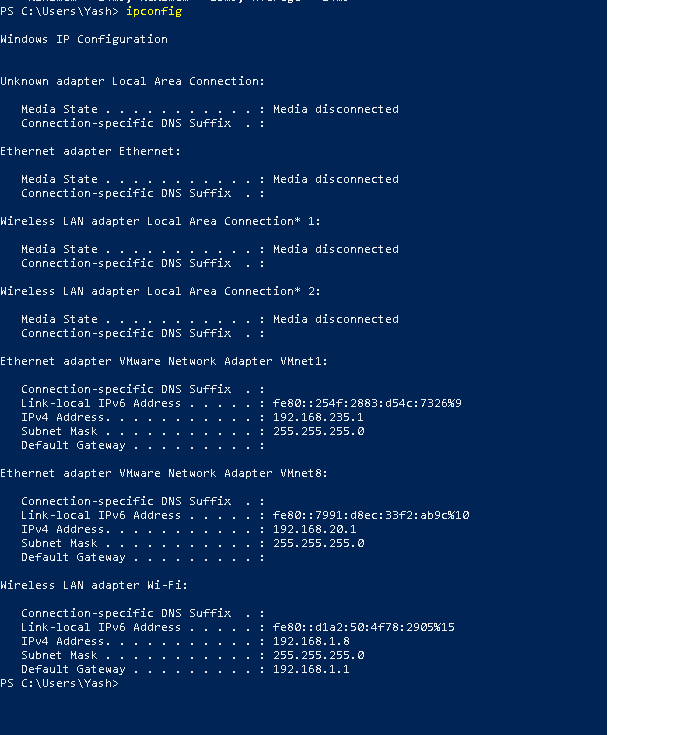 PS C:\Users\Yash> ipconfig
Windows IP Configuration
Unknown adapter Local Area Connection:
Media State . . . . . . . . . . . : Media disconnected
Connection-specific DNS Suffix  . :
Ethernet adapter Ethernet:
Media State . . . . . . . . . . . : Media disconnected
Connection-specific DNS Suffix  . :
Wireless LAN adapter Local Area Connection* 1:
Media State . . . . . . . . . . . : Media disconnected
Connection-specific DNS Suffix  . :
Wireless LAN adapter Local Area Connection* 2:
Media State . . . . . . . . . . . : Media disconnected
Connection-specific DNS Suffix  . :
Ethernet adapter VMware Network Adapter VMnet1:
Connection-specific DNS Suffix  . :
Link-local IPv6 Address . . . . . : fe80::254f:2883:d54c:7326%9
IPv4 Address. . . . . . . . . . . : 192.168.235.1
Subnet Mask . . . . . . . . . . . : 255.255.255.0
Default Gateway . . . . . . . . . :
Ethernet adapter VMware Network Adapter VMnet8:
Connection-specific DNS Suffix  . :
Link-local IPv6 Address . . . . . : fe80::7991:d8ec:33f2:ab9c%10
IPv4 Address. . . . . . . . . . . : 192.168.20.1
Subnet Mask . . . . . . . . . . . : 255.255.255.0
Default Gateway . . . . . . . . . :
Wireless LAN adapter Wi-Fi:
Connection-specific DNS Suffix  . :
Link-local IPv6 Address . . . . . : fe80::d1a2:50:4f78:2905%15
IPv4 Address. . . . . . . . . . . : 192.168.1.8
Subnet Mask . . . . . . . . . . . : 255.255.255.0
Default Gateway . . . . . . . . . : 192.168.1.1
PS C:\Users\Yash>